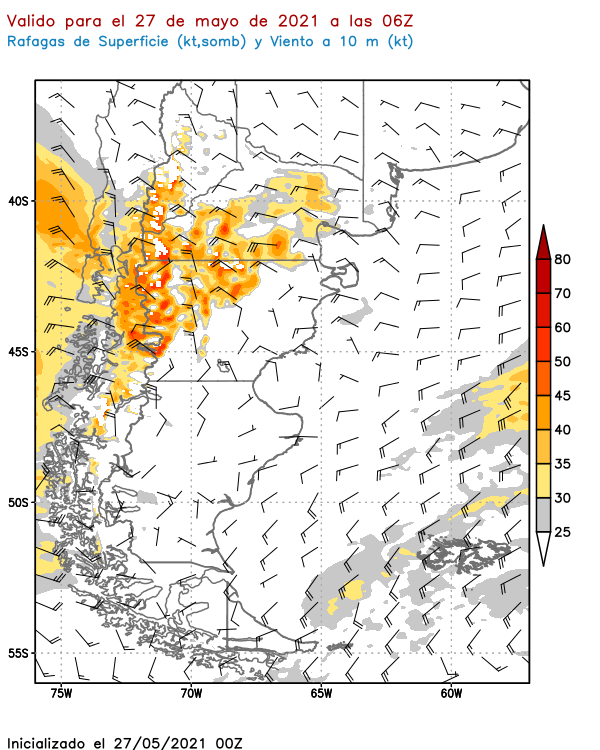 Valido para el 27 de mayo de 2021 a las 06Z
Rafagas de Superficie (kt,somb) y Viento a 10 m (kt)
80
70
60
50
45
40
35
30
25
40S
45S
50S
55S
75W 70W 65W 60W
Inicializado el 27/05/2021 00Z